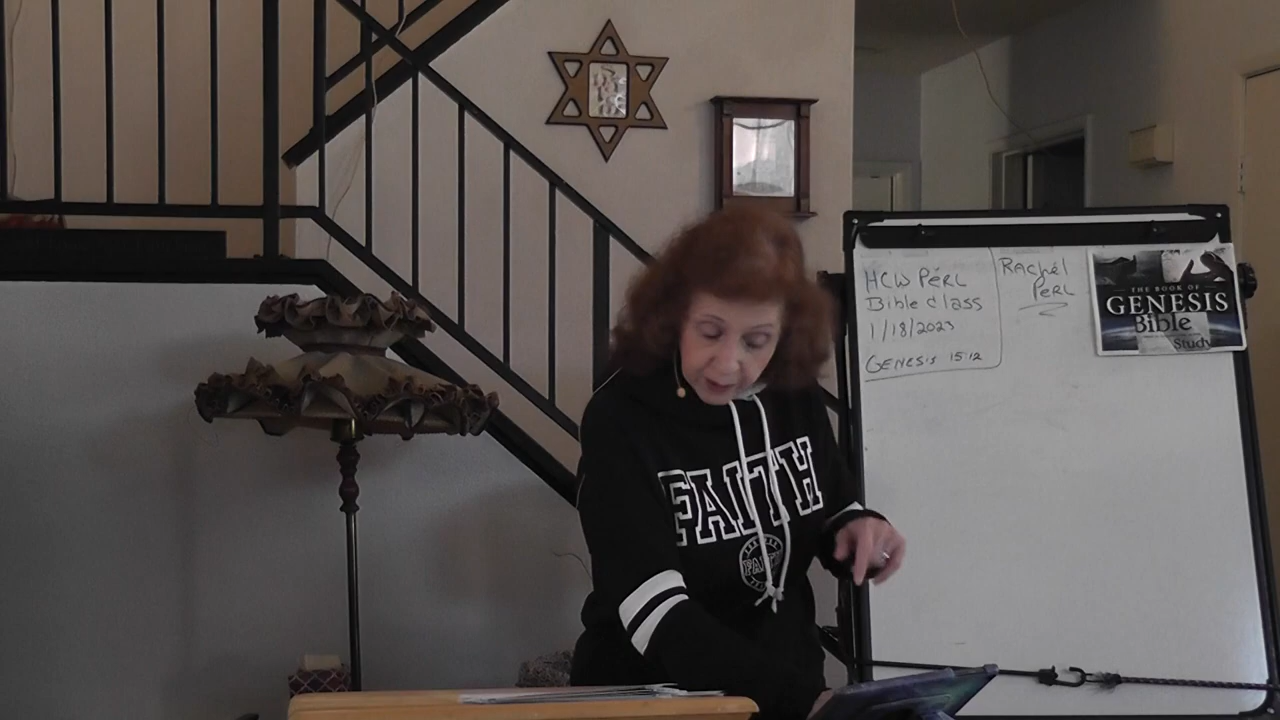 HCW Perl
Bible Class
1/18/2023
Genesis 15:12
Rachel
Perl
THE BOOK OF
GENESIS
Bible
Study
FAITH
FAITH